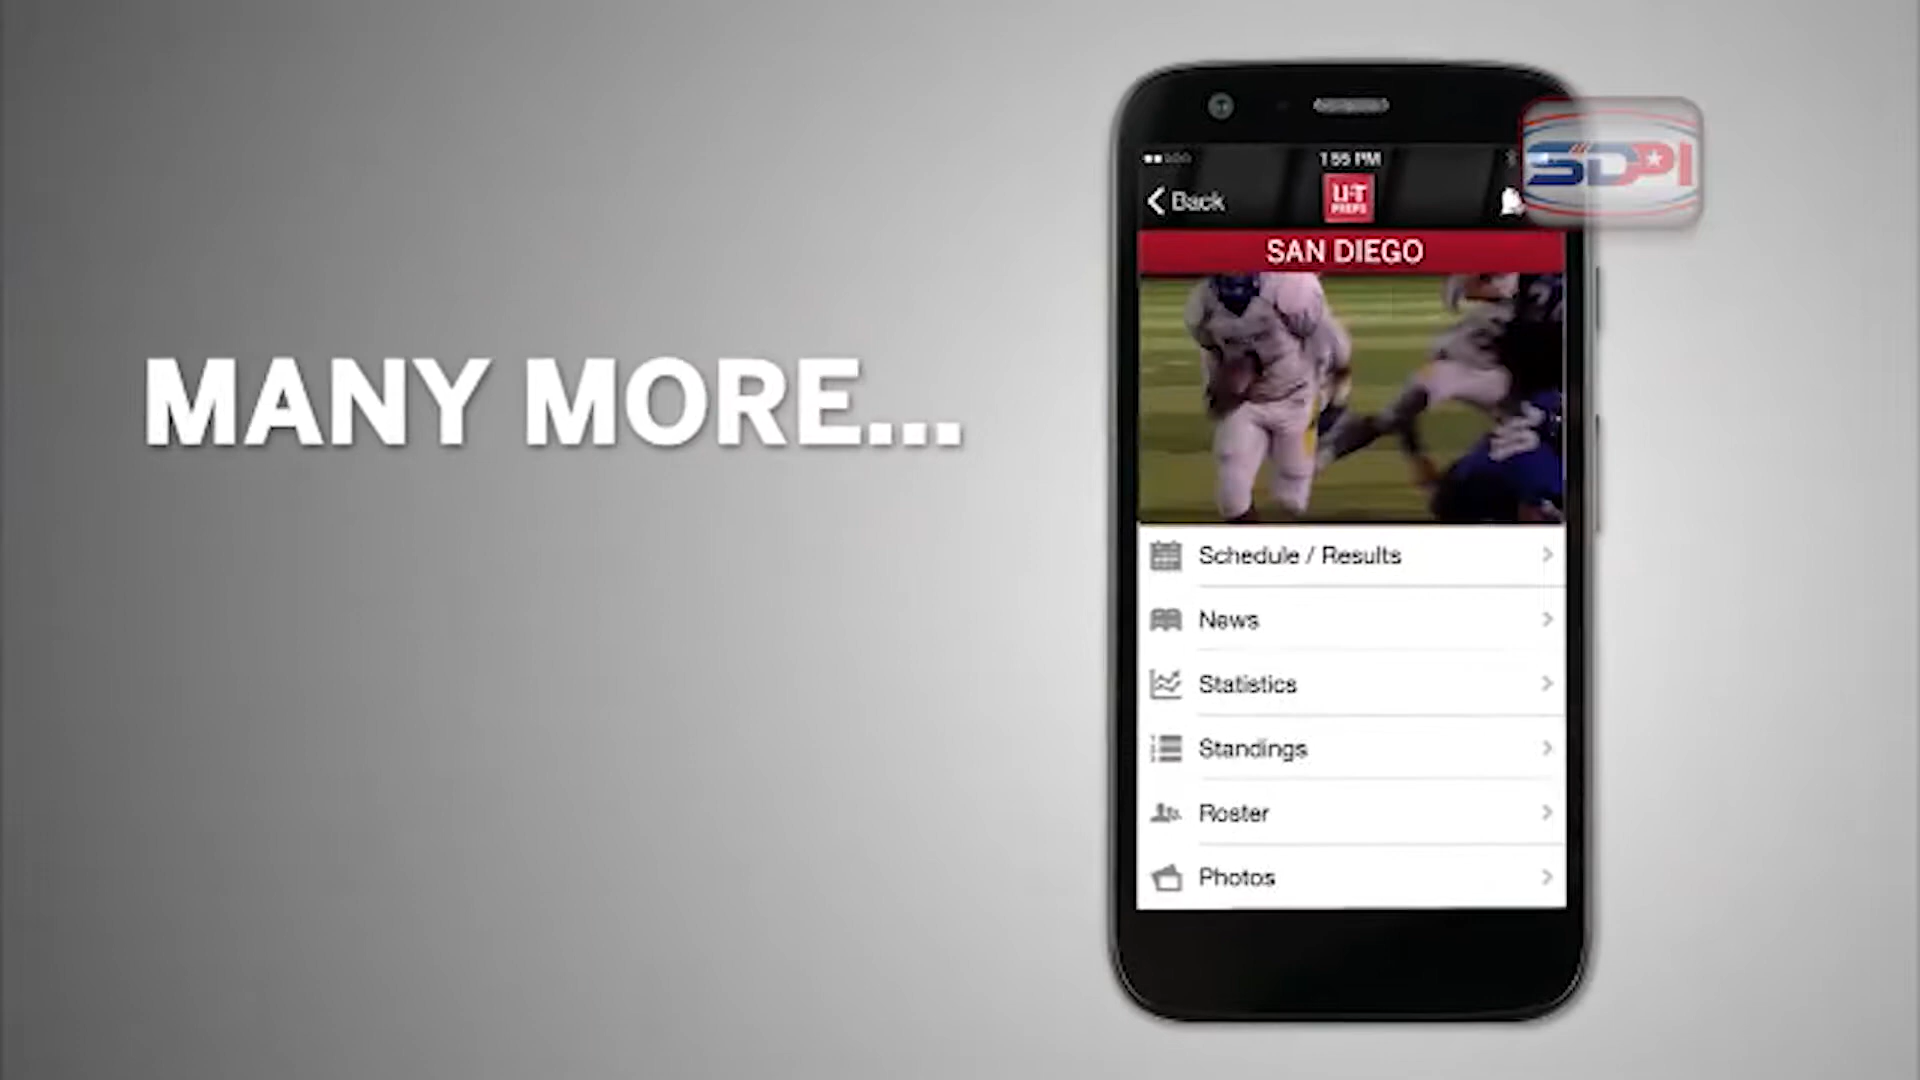 MANY MORE...
1:55 PM
Back
U-T
PREPS
SDPI
SAN DIEGO
Schedule / Results
News
Statistics
Standings
Roster
Photos